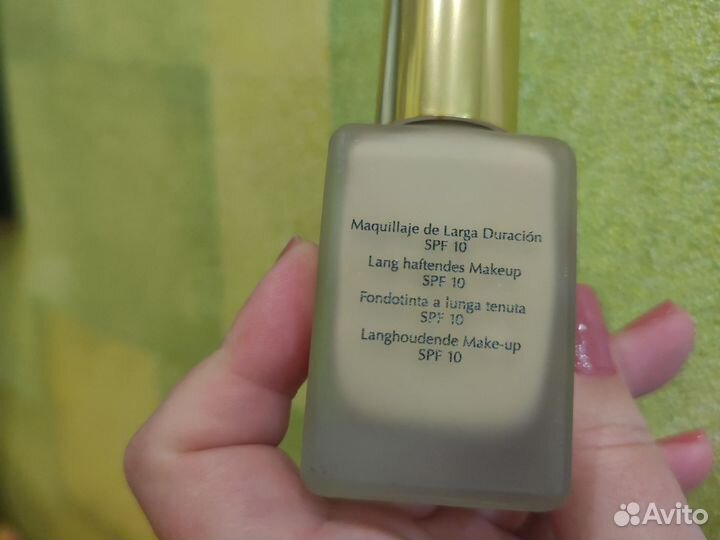 Maquillaje de Larga Duración
SPF 10
Lang haftendes Makeup
SPF 10
Fondotinta a lunga tenuta
SPF 10
Langhoudende Make-up
SPF 10
Avito